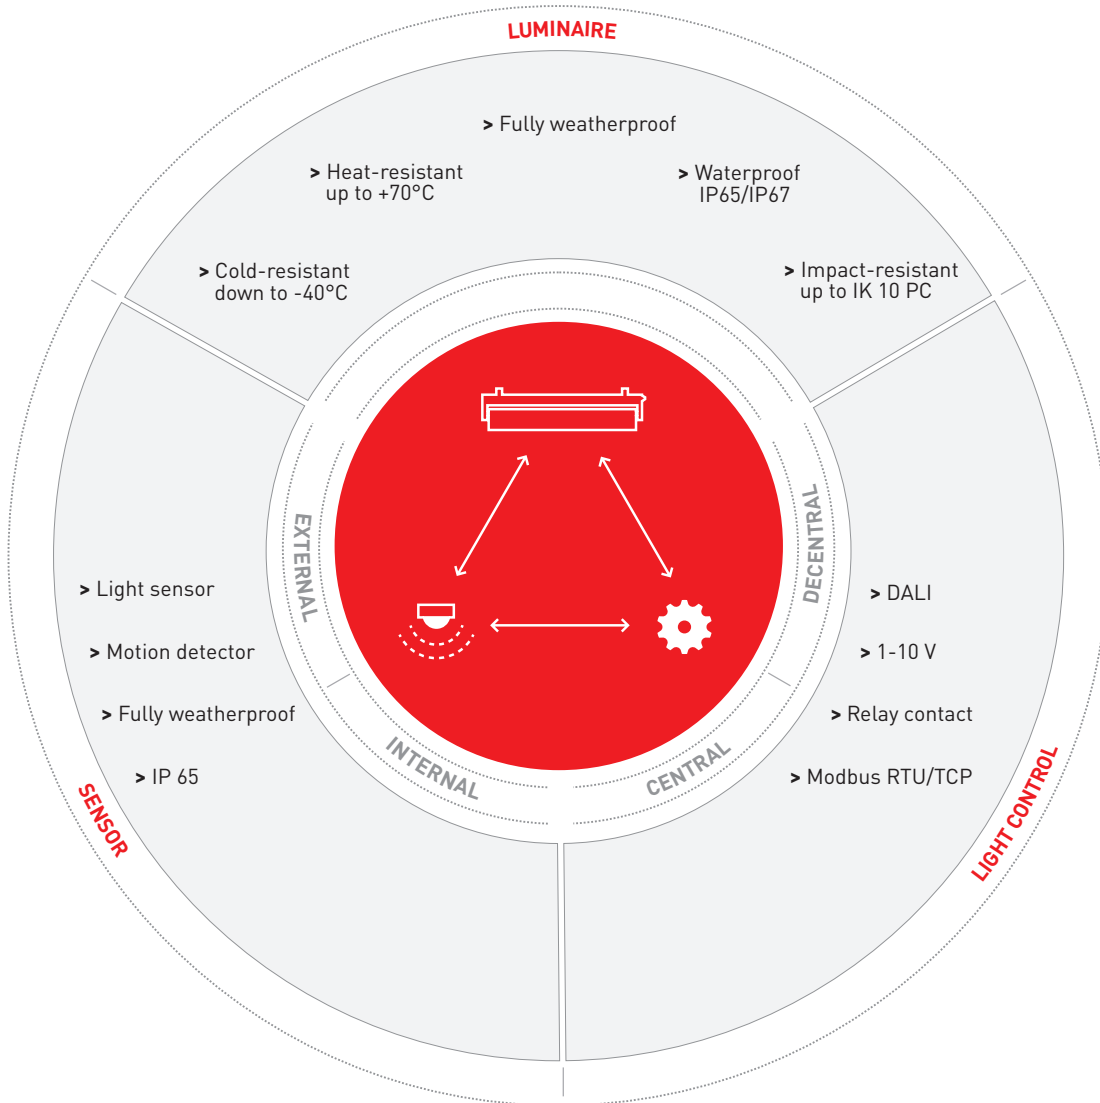 LUMINAIRE
> Fully weatherproof
> Heat-resistant
up to +70°C
> Waterproof
IP65/IP67
> Cold-resistant
down to -40°C
> Impact-resistant
up to IK 10 PC
EXTERNAL
DECENTRAL
> Light sensor
> Motion detector
> Fully weatherproof
> IP 65
> DALI
> 1-10 V
> Relay contact
> Modbus RTU/TCP
INTERNAL
CENTRAL
SENSOR
LIGHT CONTROL